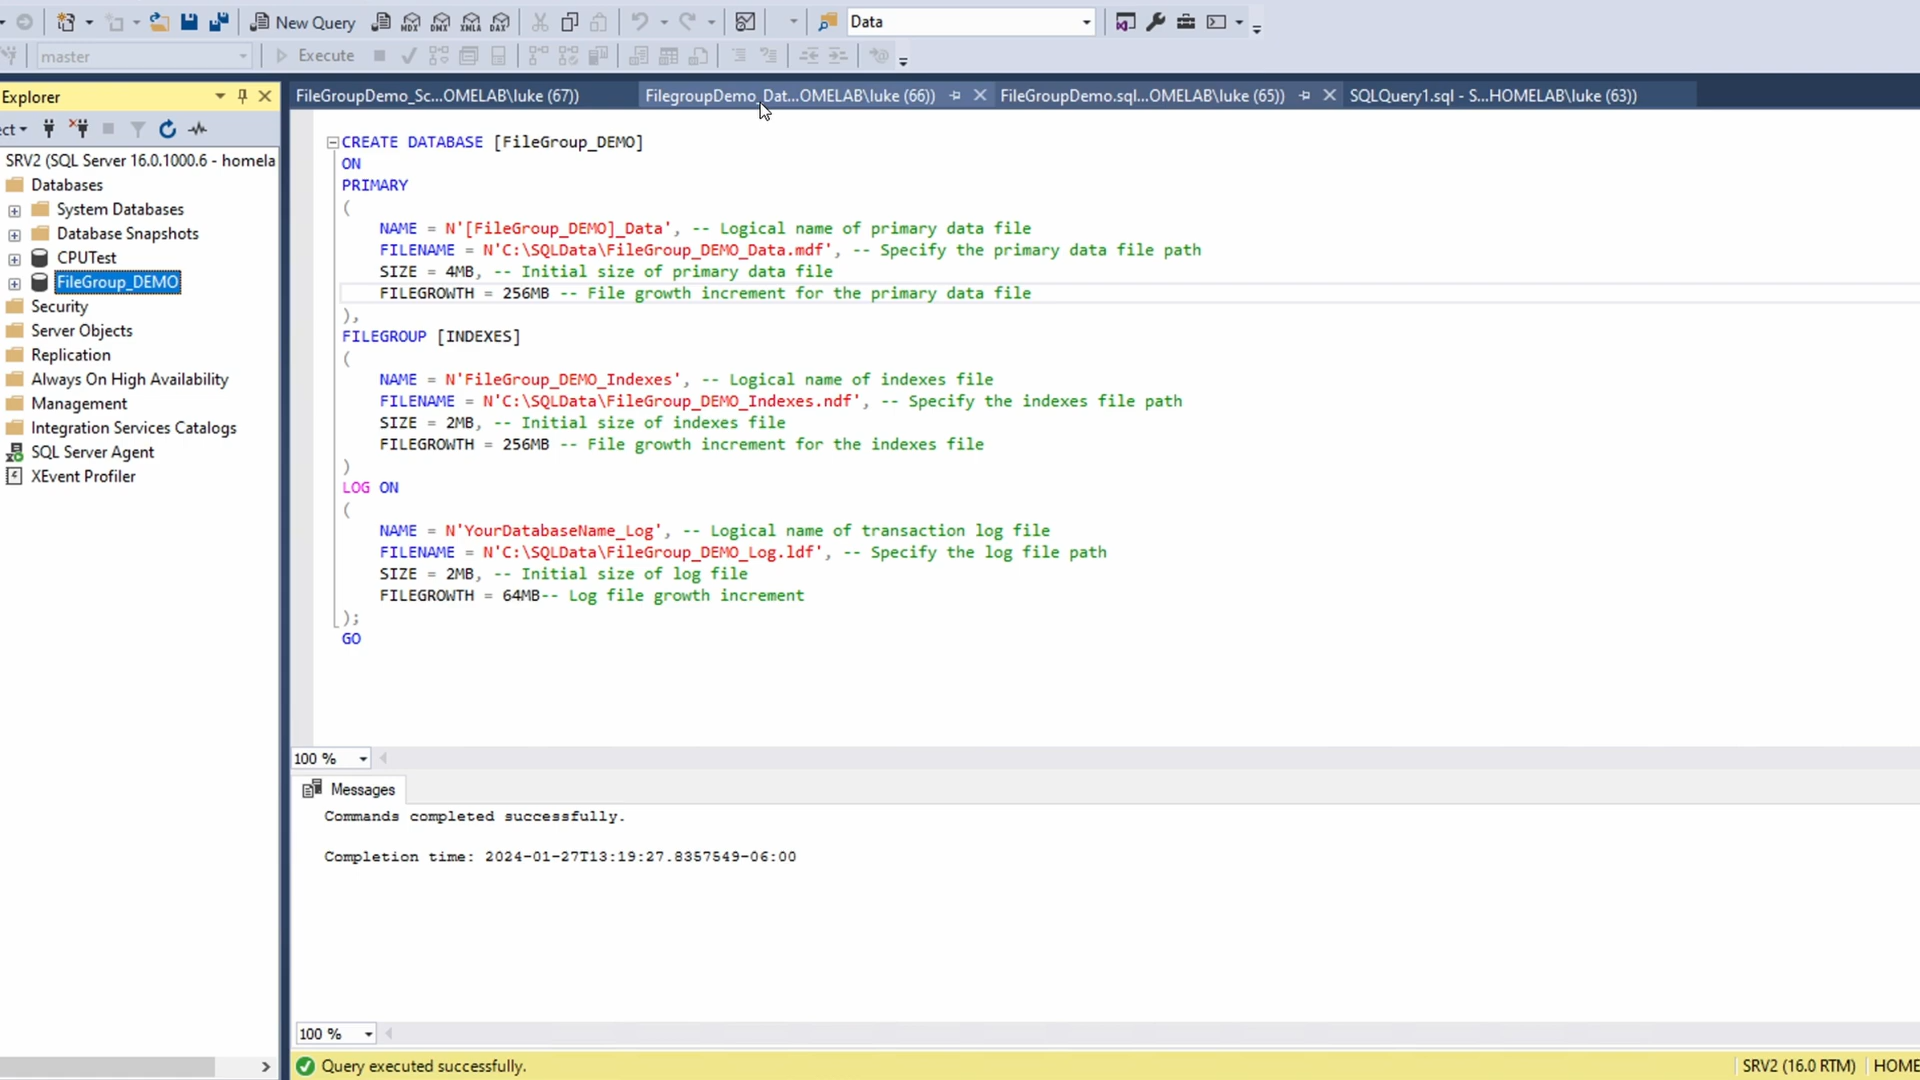 New Query
MDX
DMX
XMLA
DAX
Data
master
Execute
Explorer
FileGroupDemo_Sc...OMELAB\luke (67))
FilegroupDemo_Dat...OMELAB\luke (66))
FileGroupDemo.sql...OMELAB\luke (65))
SQLQuery1.sql - S...HOMELAB\luke (63))
ect
SRV2 (SQL Server 16.0.1000.6 - homela
Databases
System Databases
Database Snapshots
CPUTest
FileGroup_DEMO
Security
Server Objects
Replication
Always On High Availability
Management
Integration Services Catalogs
SQL Server Agent
XEvent Profiler
CREATE DATABASE [FileGroup_DEMO]
ON
PRIMARY
(
NAME = N'[FileGroup_DEMO]_Data', -- Logical name of primary data file
FILENAME = N'C:\SQLData\FileGroup_DEMO_Data.mdf', -- Specify the primary data file path
SIZE = 4MB, -- Initial size of primary data file
FILEGROWTH = 256MB -- File growth increment for the primary data file
),
FILEGROUP [INDEXES]
(
NAME = N'FileGroup_DEMO_Indexes', -- Logical name of indexes file
FILENAME = N'C:\SQLData\FileGroup_DEMO_Indexes.ndf', -- Specify the indexes file path
SIZE = 2MB, -- Initial size of indexes file
FILEGROWTH = 256MB -- File growth increment for the indexes file
)
LOG ON
(
NAME = N'YourDatabaseName_Log', -- Logical name of transaction log file
FILENAME = N'C:\SQLData\FileGroup_DEMO_Log.ldf', -- Specify the log file path
SIZE = 2MB, -- Initial size of log file
FILEGROWTH = 64MB-- Log file growth increment
);
GO
100 %
Messages
Commands completed successfully.
Completion time: 2024-01-27T13:19:27.8357549-06:00
100 %
Query executed successfully.
SRV2 (16.0 RTM)
HOME